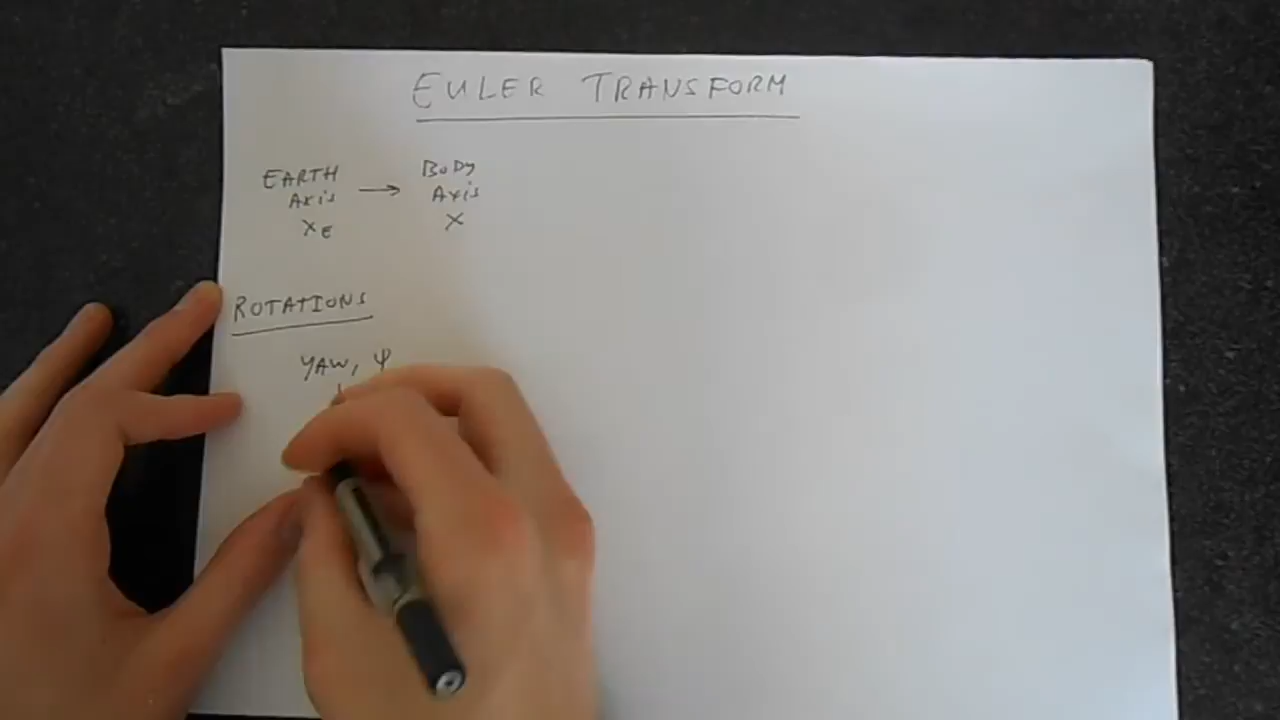 EULER TRANSFORM
EARTH Axis XE → BODY Axis X
ROTATIONS
YAW, ψ